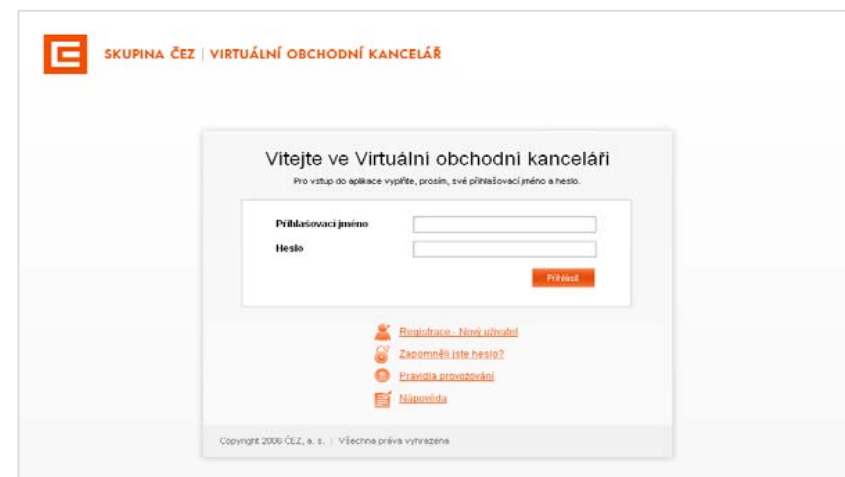 SKUPINA ČEZ | VIRTUÁLNÍ OBCHODNÍ KANCELÁŘ
Vítejte ve Virtuální obchodní kanceláři
Pro vstup do aplikace vyplňte, prosím, své přihlašovací jméno a heslo.
Přihlašovací jméno
Heslo
Přihlásit
Registrace - Nový uživatel
Zapomněli jste heslo?
Pravidla provozování
Nápověda
Copyright 2006 ČEZ, a. s. | Všechna práva vyhrazena